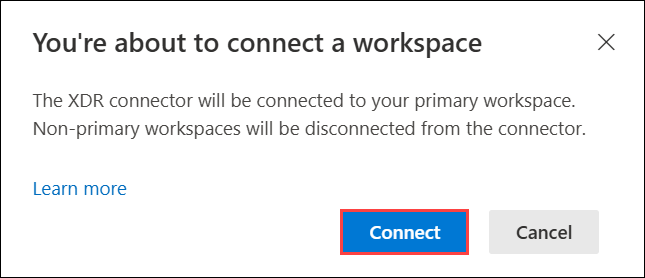 You're about to connect a workspace
The XDR connector will be connected to your primary workspace.
Non-primary workspaces will be disconnected from the connector.
Learn more
Connect
Cancel